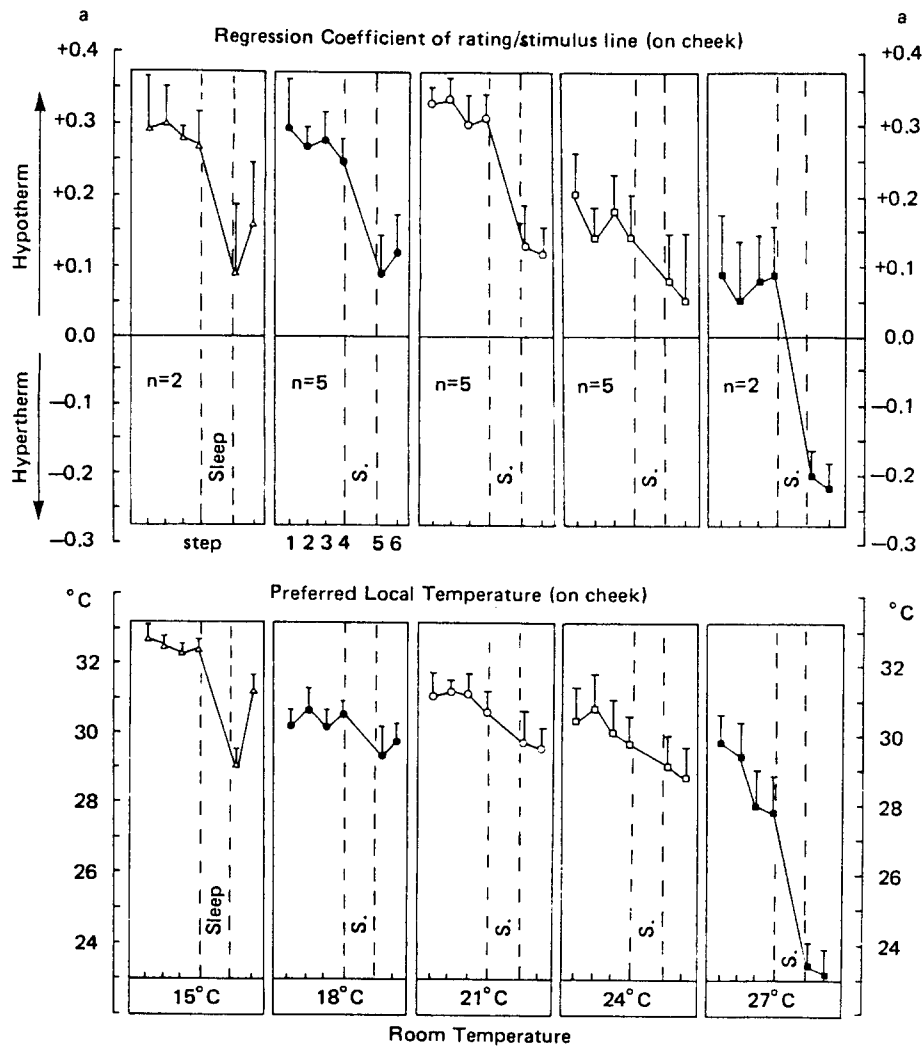 a a
Regression Coefficient of rating/stimulus line (on cheek)
+0.4 +0.4
+0.3 +0.3
+0.2 +0.2
+0.1 +0.1
0.0 0.0
−0.1 −0.1
−0.2 −0.2
−0.3 −0.3
Hypotherm
Hypertherm
n=2 n=5 n=5 n=5 n=2
Sleep S. S. S. S.
step 1 2 3 4 5 6
Preferred Local Temperature (on cheek)
°C °C
32 32
30 30
28 28
26 26
24 24
23
Sleep S. S. S. S.
15°C 18°C 21°C 24°C 27°C
Room Temperature